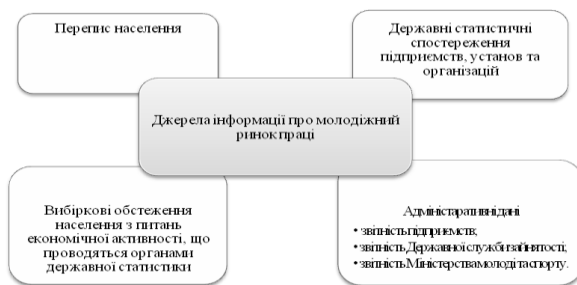 Перепис населення
Державні статистичні
спостереження
підприємств, установ та
організацій
Джерела інформації про молодіжний
ринок праці
Вибіркові обстеження
населення з питань
економічної активності, що
проводяться органами
державної статистики
Адміністаративні дані
• звітність підприємств;
• звітність Державної служби зайнятості;
• звітність Міністерства молоді та спорту.